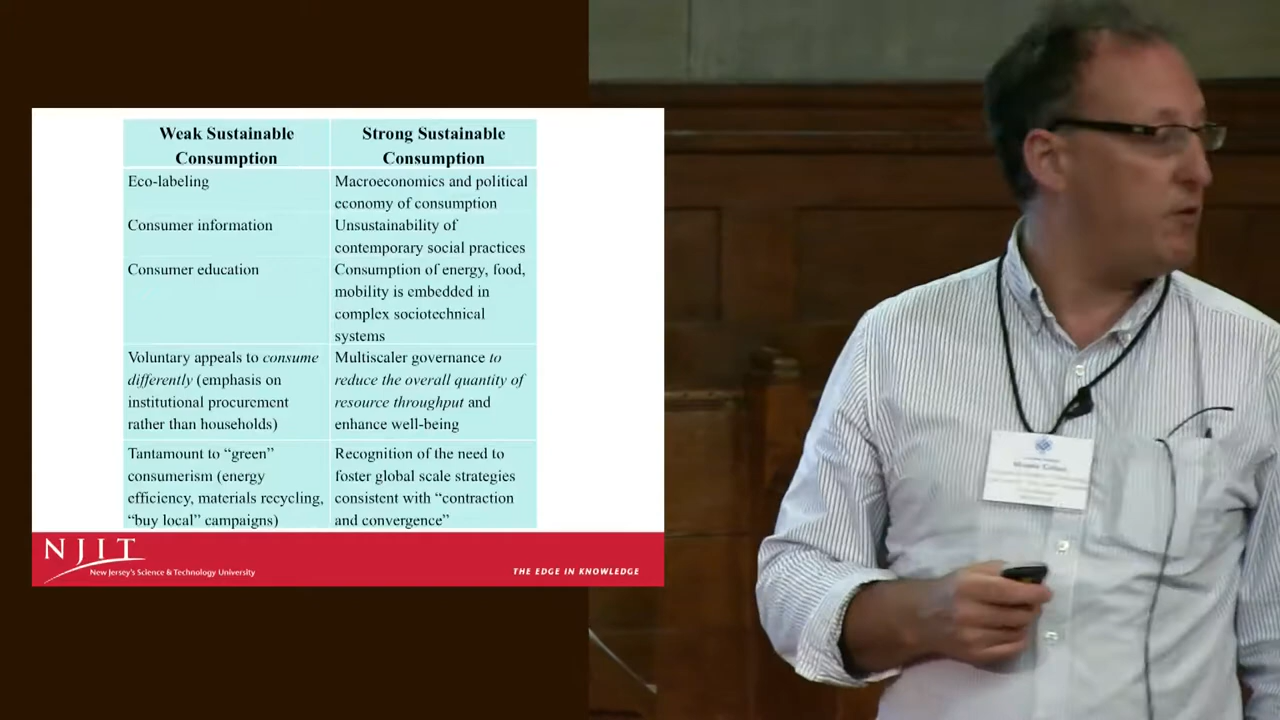 Weak Sustainable
Consumption
Strong Sustainable
Consumption
Eco-labeling
Macroeconomics and political
economy of consumption
Consumer information
Unsustainability of
contemporary social practices
Consumer education
Consumption of energy, food,
mobility is embedded in
complex sociotechnical
systems
Voluntary appeals to consume
differently (emphasis on
institutional procurement
rather than households)
Multiscaler governance to
reduce the overall quantity of
resource throughput and
enhance well-being
Tantamount to “green”
consumerism (energy
efficiency, materials recycling,
“buy local” campaigns)
Recognition of the need to
foster global scale strategies
consistent with “contraction
and convergence”
NJIT
New Jersey's Science & Technology University
THE EDGE IN KNOWLEDGE